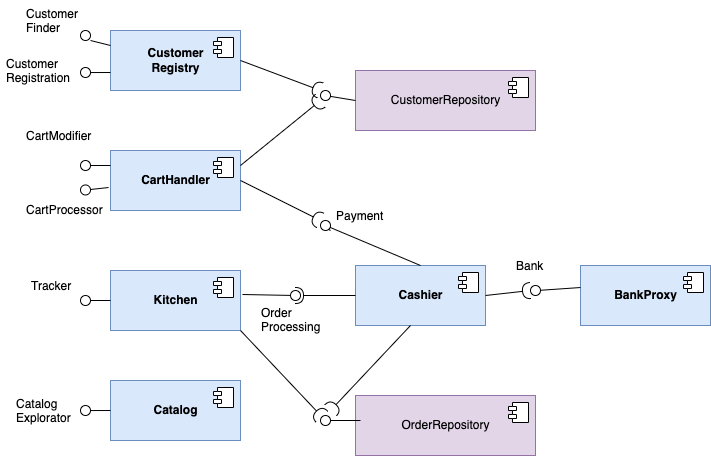 Customer
Finder
Customer
Registration
Customer
Registry
CustomerRepository
CartModifier
CartHandler
CartProcessor
Payment
Tracker
Kitchen
Order
Processing
Cashier
Bank
BankProxy
Catalog
Explorator
Catalog
OrderRepository